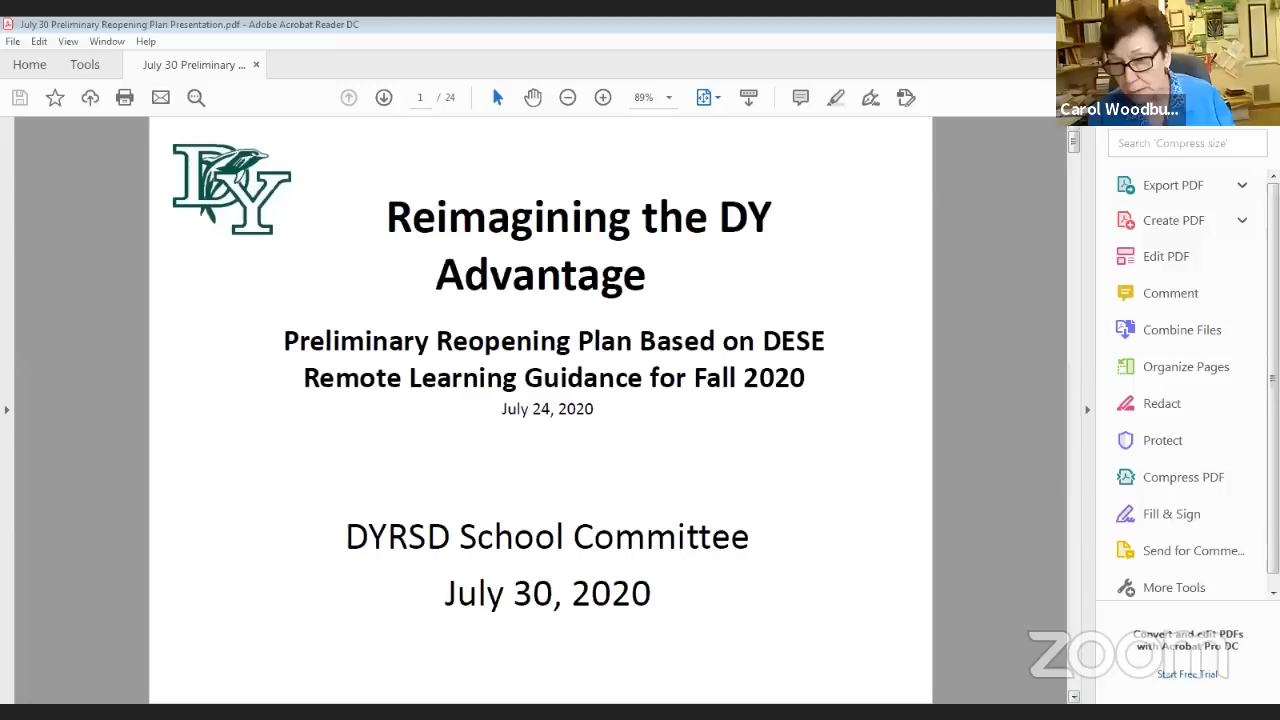 July 30 Preliminary Reopening Plan Presentation.pdf - Adobe Acrobat Reader DC
File Edit View Window Help
Home Tools July 30 Preliminary ... ×
1 / 24 89%
Carol Woodbu...
Search 'Compress size'
Export PDF
Create PDF
Edit PDF
Comment
Combine Files
Organize Pages
Redact
Protect
Compress PDF
Fill & Sign
Send for Comme...
More Tools
Convert and edit PDFs
with Acrobat Pro DC
Start Free Trial
DY
Reimagining the DY
Advantage
Preliminary Reopening Plan Based on DESE
Remote Learning Guidance for Fall 2020
July 24, 2020
DYRSD School Committee
July 30, 2020
zoom